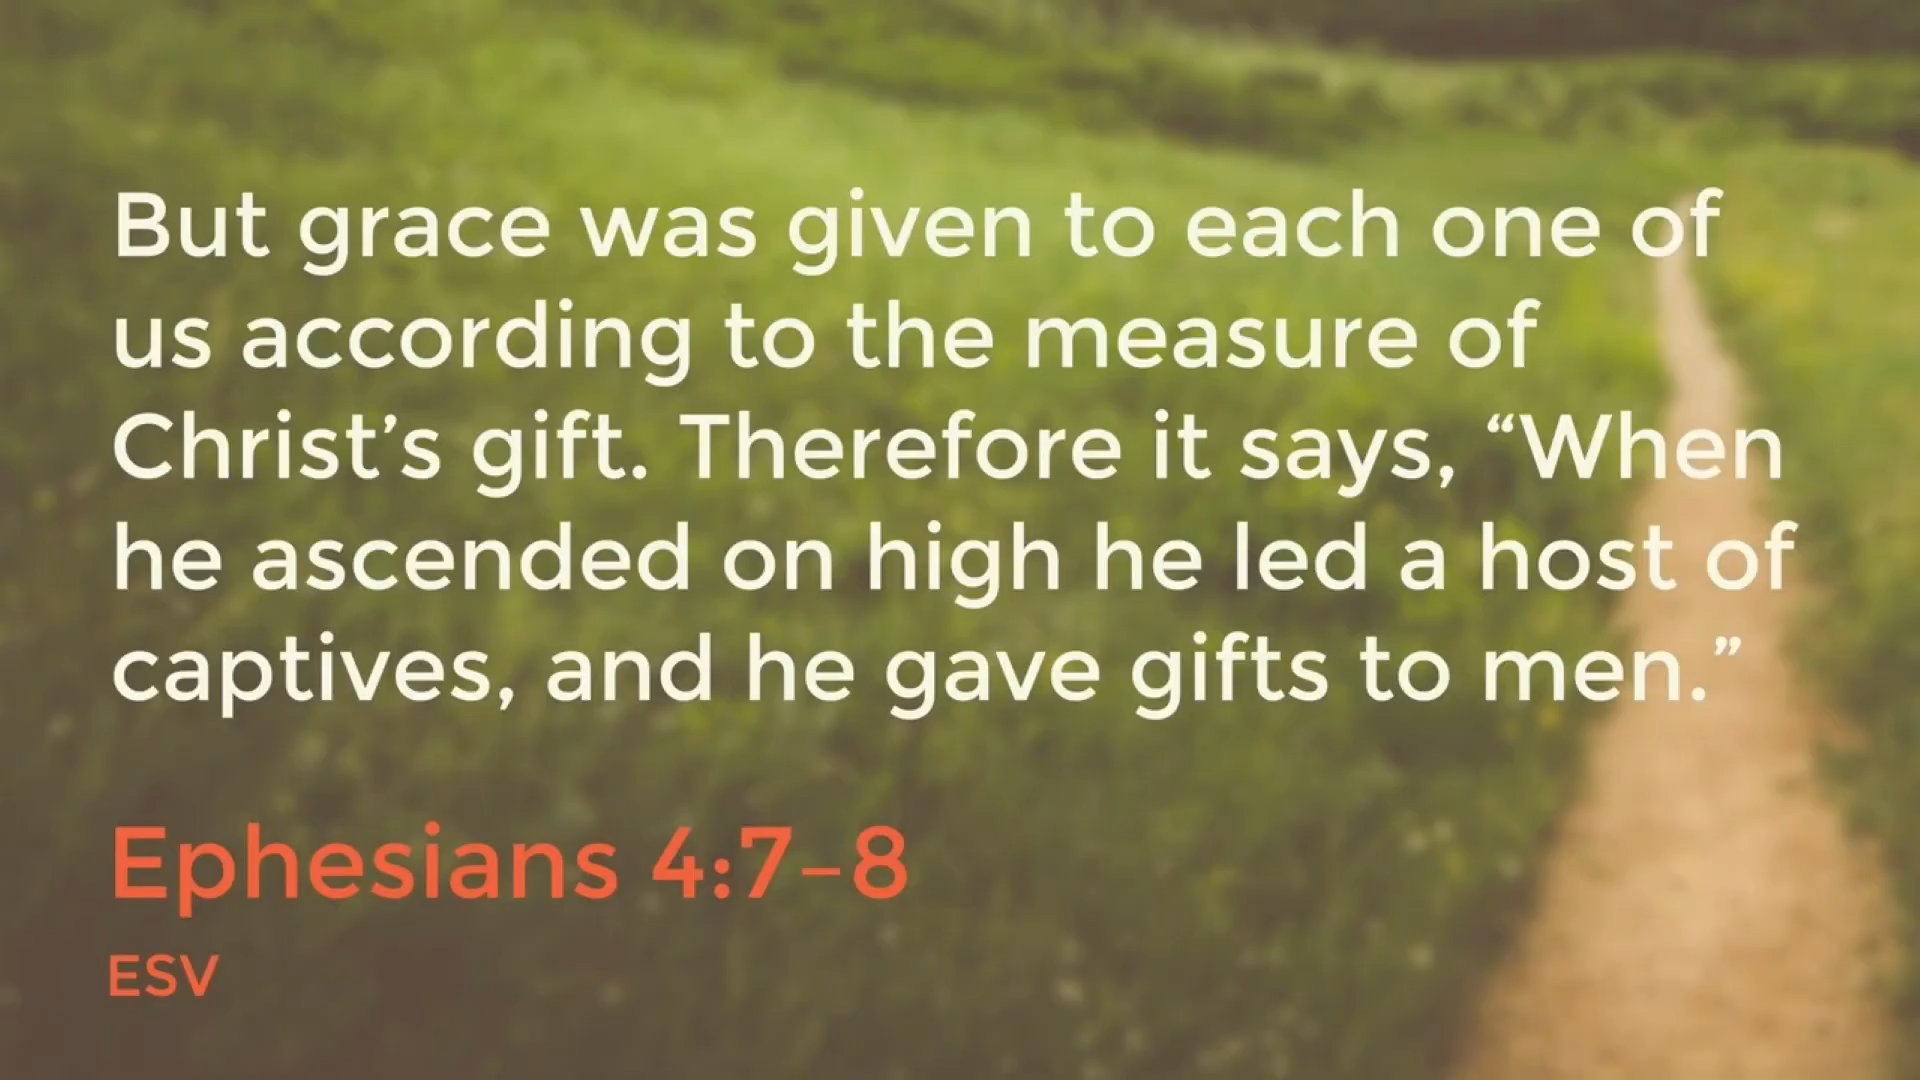 But grace was given to each one of
us according to the measure of
Christ’s gift. Therefore it says, “When
he ascended on high he led a host of
captives, and he gave gifts to men.”
Ephesians 4:7–8
ESV